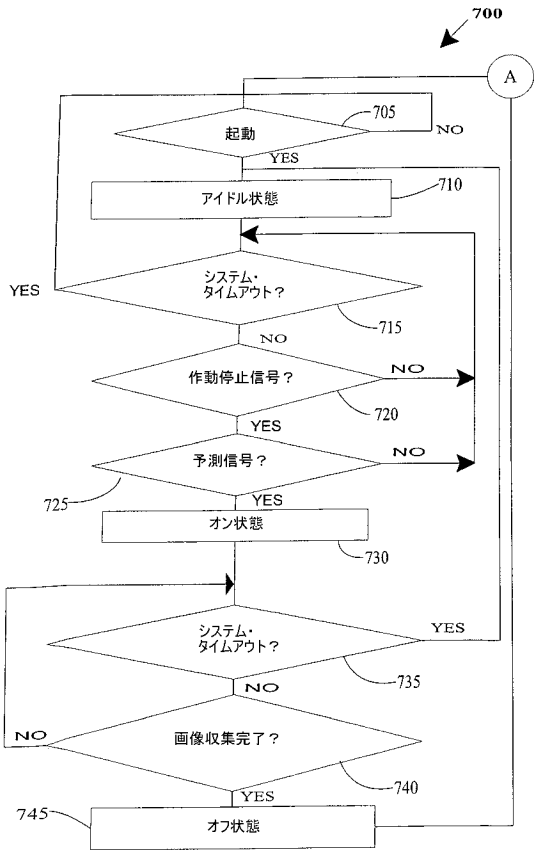 700
A
705
起動
NO
YES
アイドル状態
710
システム・
タイムアウト?
YES
715
NO
作動停止信号?
NO
720
YES
予測信号?
NO
725
YES
オン状態
730
システム・
タイムアウト?
YES
735
NO
画像収集完了?
NO
740
YES
745
オフ状態